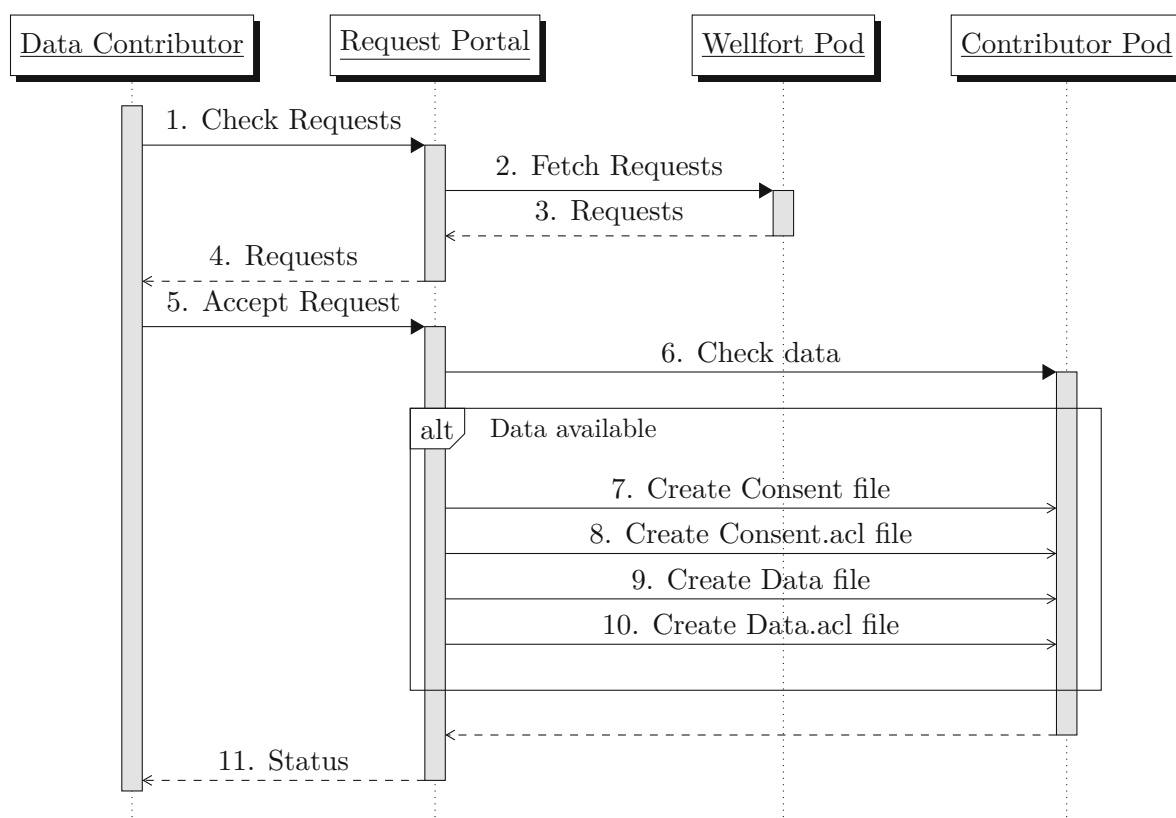 Data Contributor
Request Portal
Wellfort Pod
Contributor Pod
1. Check Requests
2. Fetch Requests
3. Requests
4. Requests
5. Accept Request
6. Check data
alt
Data available
7. Create Consent file
8. Create Consent.acl file
9. Create Data file
10. Create Data.acl file
11. Status